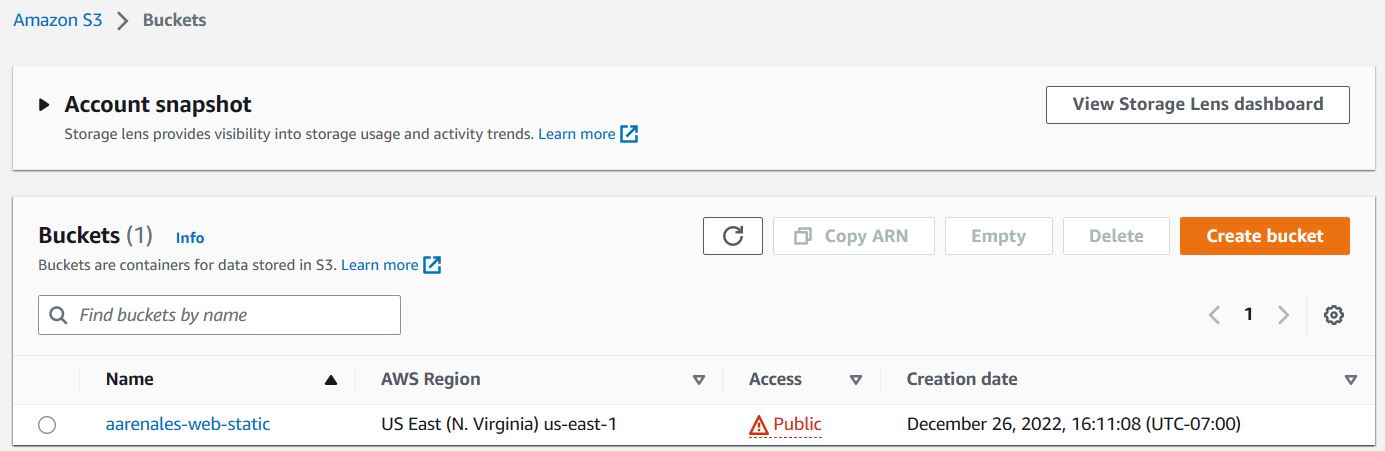 Amazon S3 > Buckets
Account snapshot
View Storage Lens dashboard
Storage lens provides visibility into storage usage and activity trends. Learn more
Buckets (1) Info
Copy ARN Empty Delete Create bucket
Buckets are containers for data stored in S3. Learn more
Find buckets by name
1
Name AWS Region Access Creation date
aarenales-web-static US East (N. Virginia) us-east-1 Public December 26, 2022, 16:11:08 (UTC-07:00)